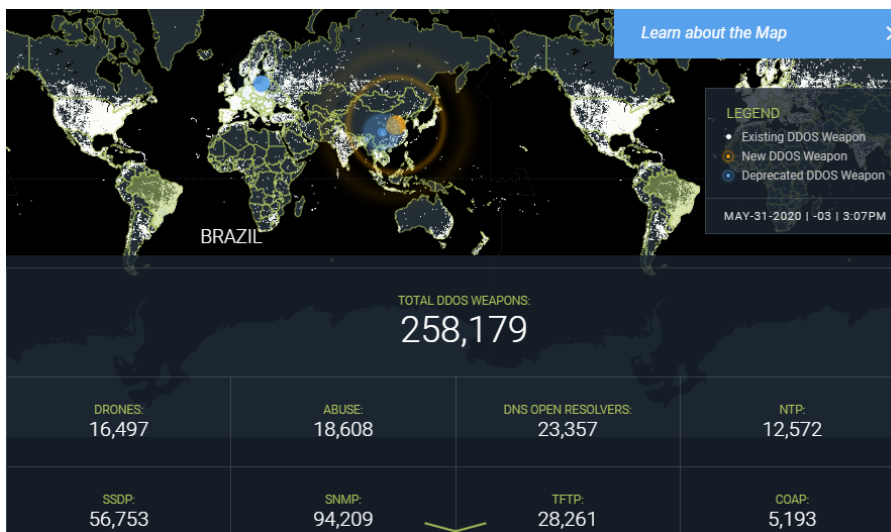 Learn about the Map
LEGEND
Existing DDOS Weapon
New DDOS Weapon
Deprecated DDOS Weapon
MAY-31-2020 | -03 | 3:07PM
BRAZIL
TOTAL DDOS WEAPONS:
258,179
DRONES:
16,497
ABUSE:
18,608
DNS OPEN RESOLVERS:
23,357
NTP:
12,572
SSDP:
56,753
SNMP:
94,209
TFTP:
28,261
COAP:
5,193